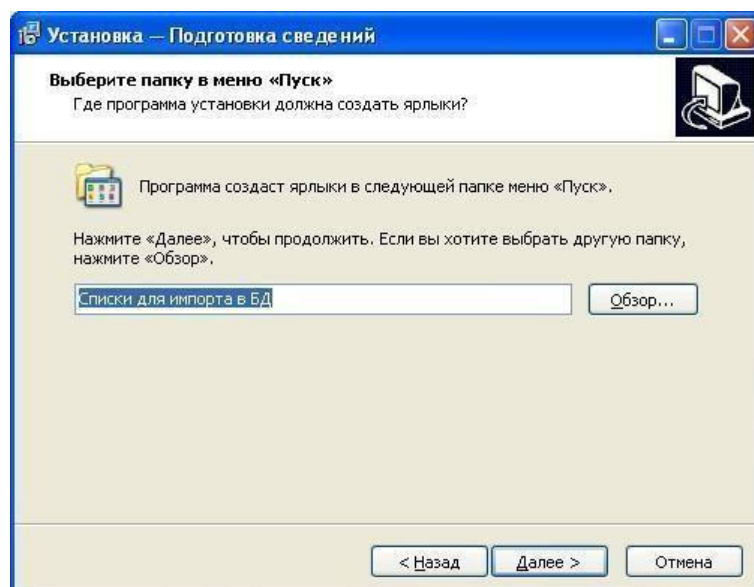 Установка — Подготовка сведений
Выберите папку в меню «Пуск»
Где программа установки должна создать ярлыки?
Программа создаст ярлыки в следующей папке меню «Пуск».
Нажмите «Далее», чтобы продолжить. Если вы хотите выбрать другую папку,
нажмите «Обзор».
Списки для импорта в БД
Обзор...
< Назад
Далее >
Отмена